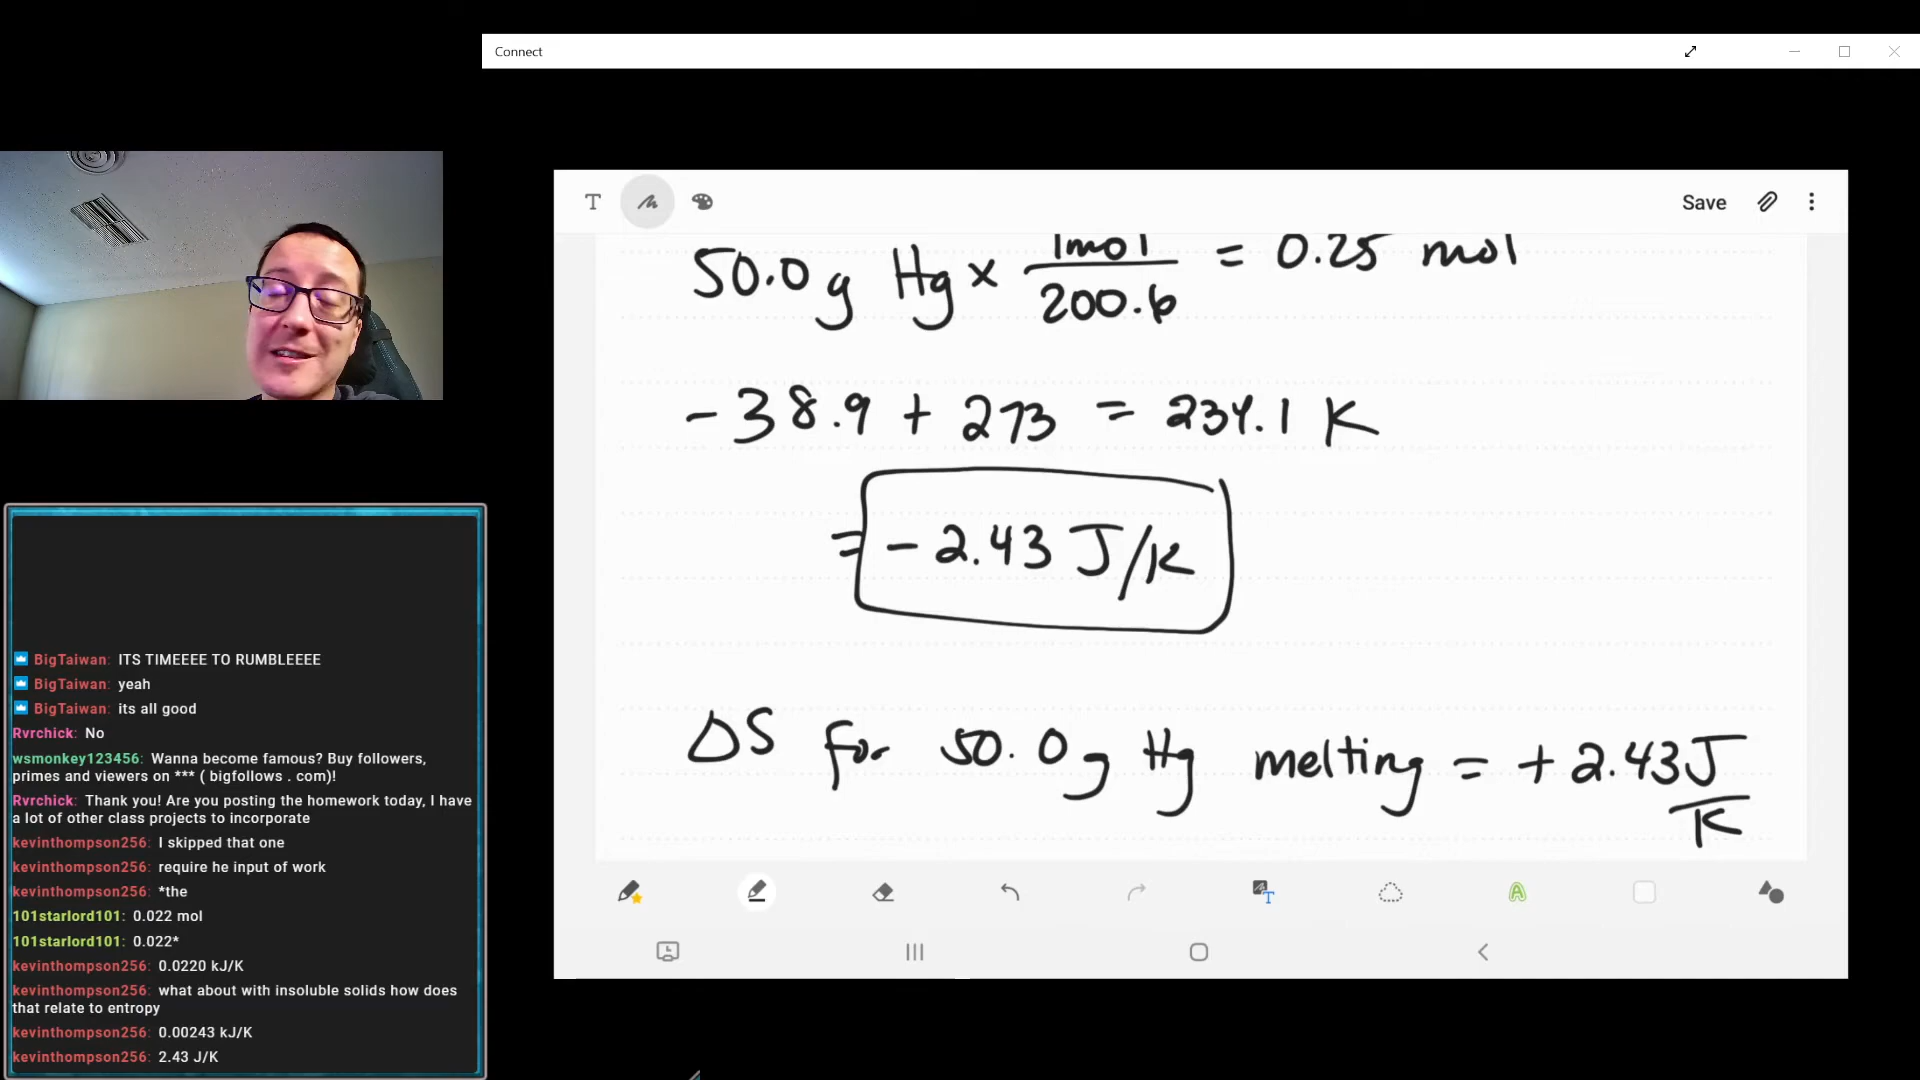 Connect
Save
50.0g Hg x 1mol / 200.6 = 0.25 mol
-38.9 + 273 = 234.1 K
= -2.43 J/K
ΔS for 50.0g Hg melting = +2.43 J/K
BigTaiwan: ITS TIMEEEE TO RUMBLEEEE
BigTaiwan: yeah
BigTaiwan: its all good
Rvrchick: No
wsmonkey123456: Wanna become famous? Buy followers,
primes and viewers on *** ( bigfollows . com)!
Rvrchick: Thank you! Are you posting the homework today, I have
a lot of other class projects to incorporate
kevinthompson256: I skipped that one
kevinthompson256: require he input of work
kevinthompson256: *the
101starlord101: 0.022 mol
101starlord101: 0.022*
kevinthompson256: 0.0220 kJ/K
kevinthompson256: what about with insoluble solids how does
that relate to entropy
kevinthompson256: 0.00243 kJ/K
kevinthompson256: 2.43 J/K